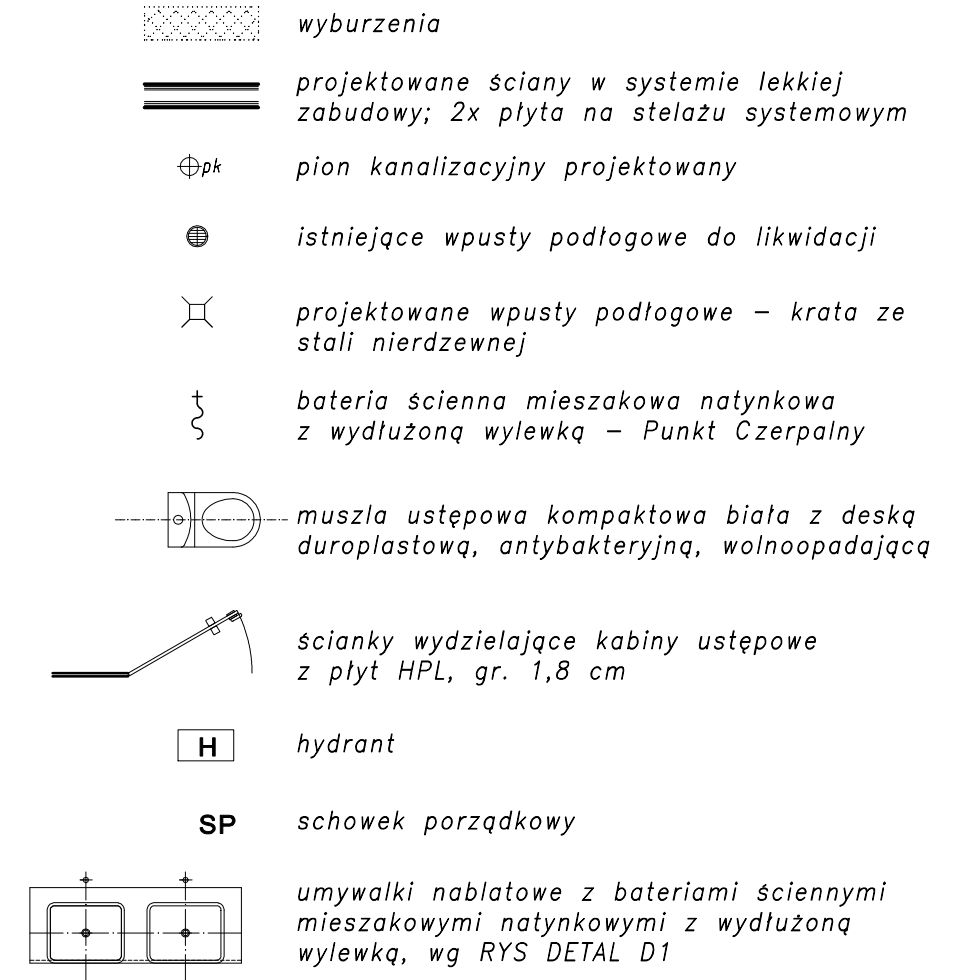 wyburzenia
projektowane ściany w systemie lekkiej
zabudowy; 2x płyta na stelażu systemowym
pk pion kanalizacyjny projektowany
istniejące wpusty podłogowe do likwidacji
projektowane wpusty podłogowe – krata ze
stali nierdzewnej
bateria ścienna mieszakowa natynkowa
z wydłużoną wylewką – Punkt Czerpalny
muszla ustępowa kompaktowa biała z deską
duroplastową, antybakteryjną, wolnoopadającą
ścianki wydzielające kabiny ustępowe
z płyt HPL, gr. 1,8 cm
H hydrant
SP schowek porządkowy
umywalki nablatowe z bateriami ściennymi
mieszakowymi natynkowymi z wydłużoną
wylewką, wg RYS DETAL D1